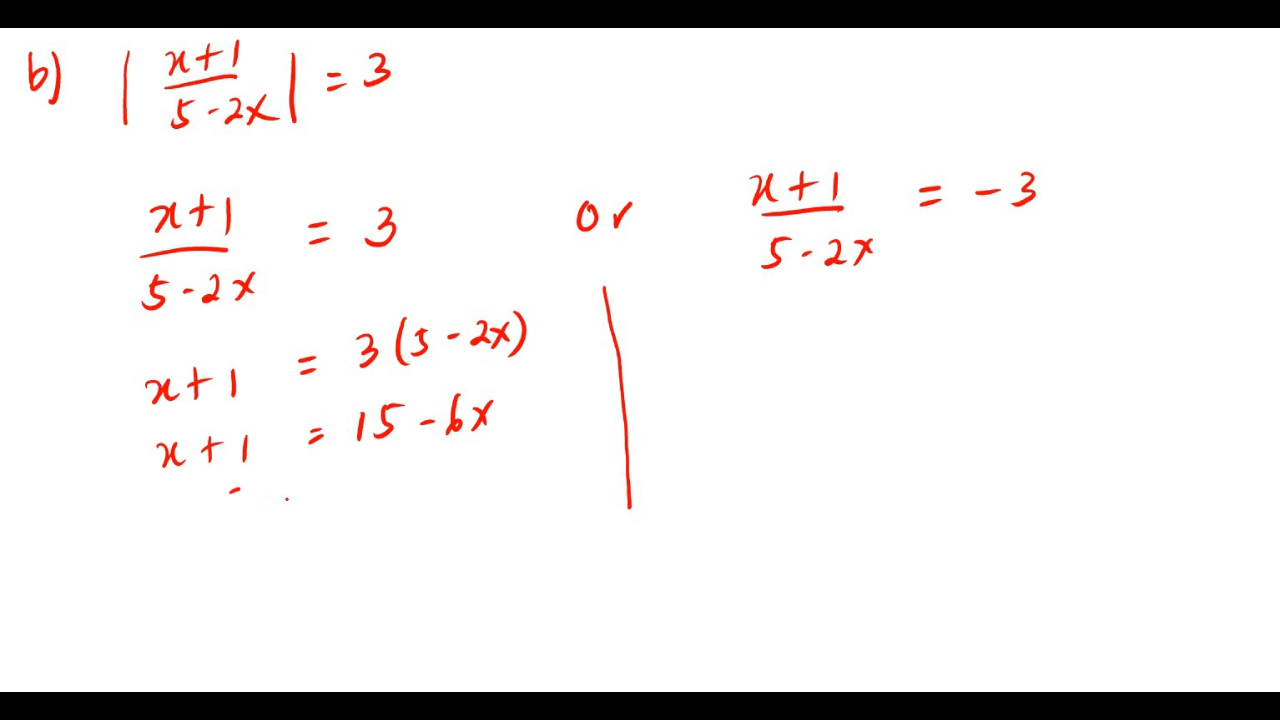 b) | (x+1)/(5-2x) | = 3
(x+1)/(5-2x) = 3 or (x+1)/(5-2x) = -3
x+1 = 3(5-2x)
x+1 = 15-6x
-